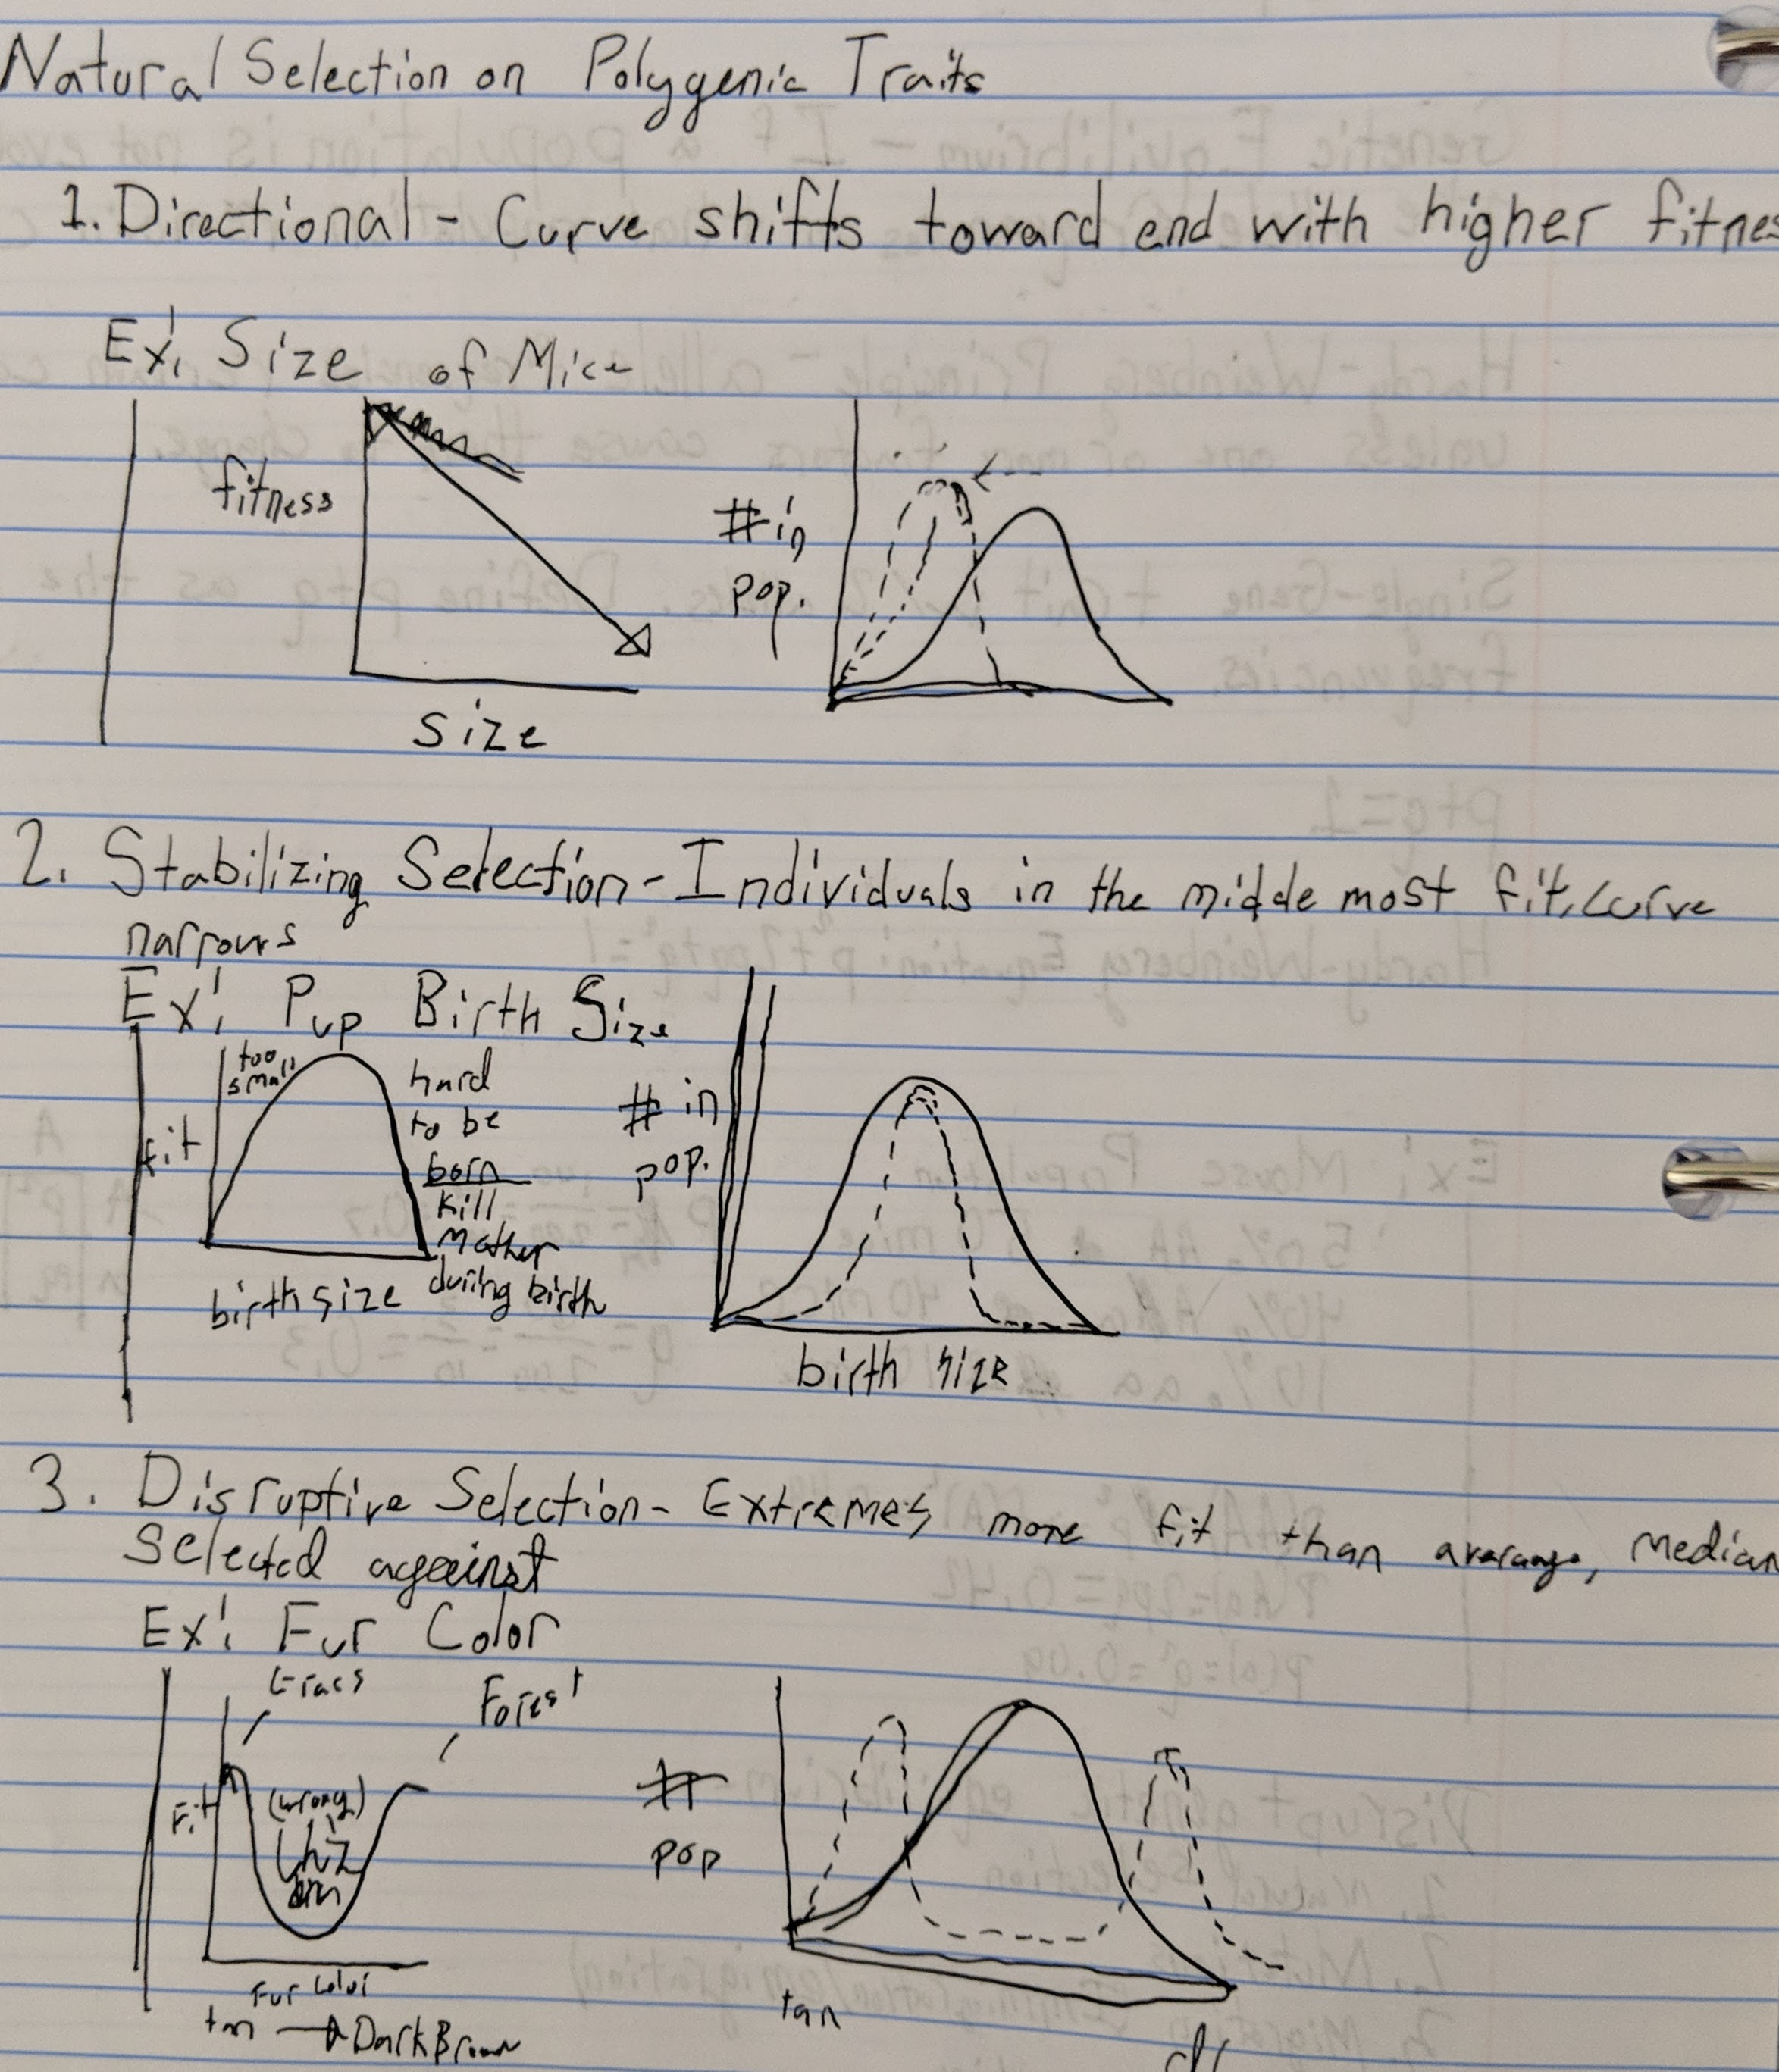 Natural Selection on Polygenic Traits
1. Directional - Curve shifts toward end with higher fitnes
Ex: Size of Mice
fitness
size
# in
pop.
2. Stabilizing Selection - Individuals in the middle most fit, curve
narrows
Ex: Pup Birth Size
too
small
hard
to be
born
kill
mother
during birth
fit
birth size
# in
pop.
birth size
3. Disruptive Selection - Extremes more fit than average, median
selected against
Ex: Fur Color
Forest
Fit
(wrong)
Fur Color
tan → Dark Brown
#
pop
tan